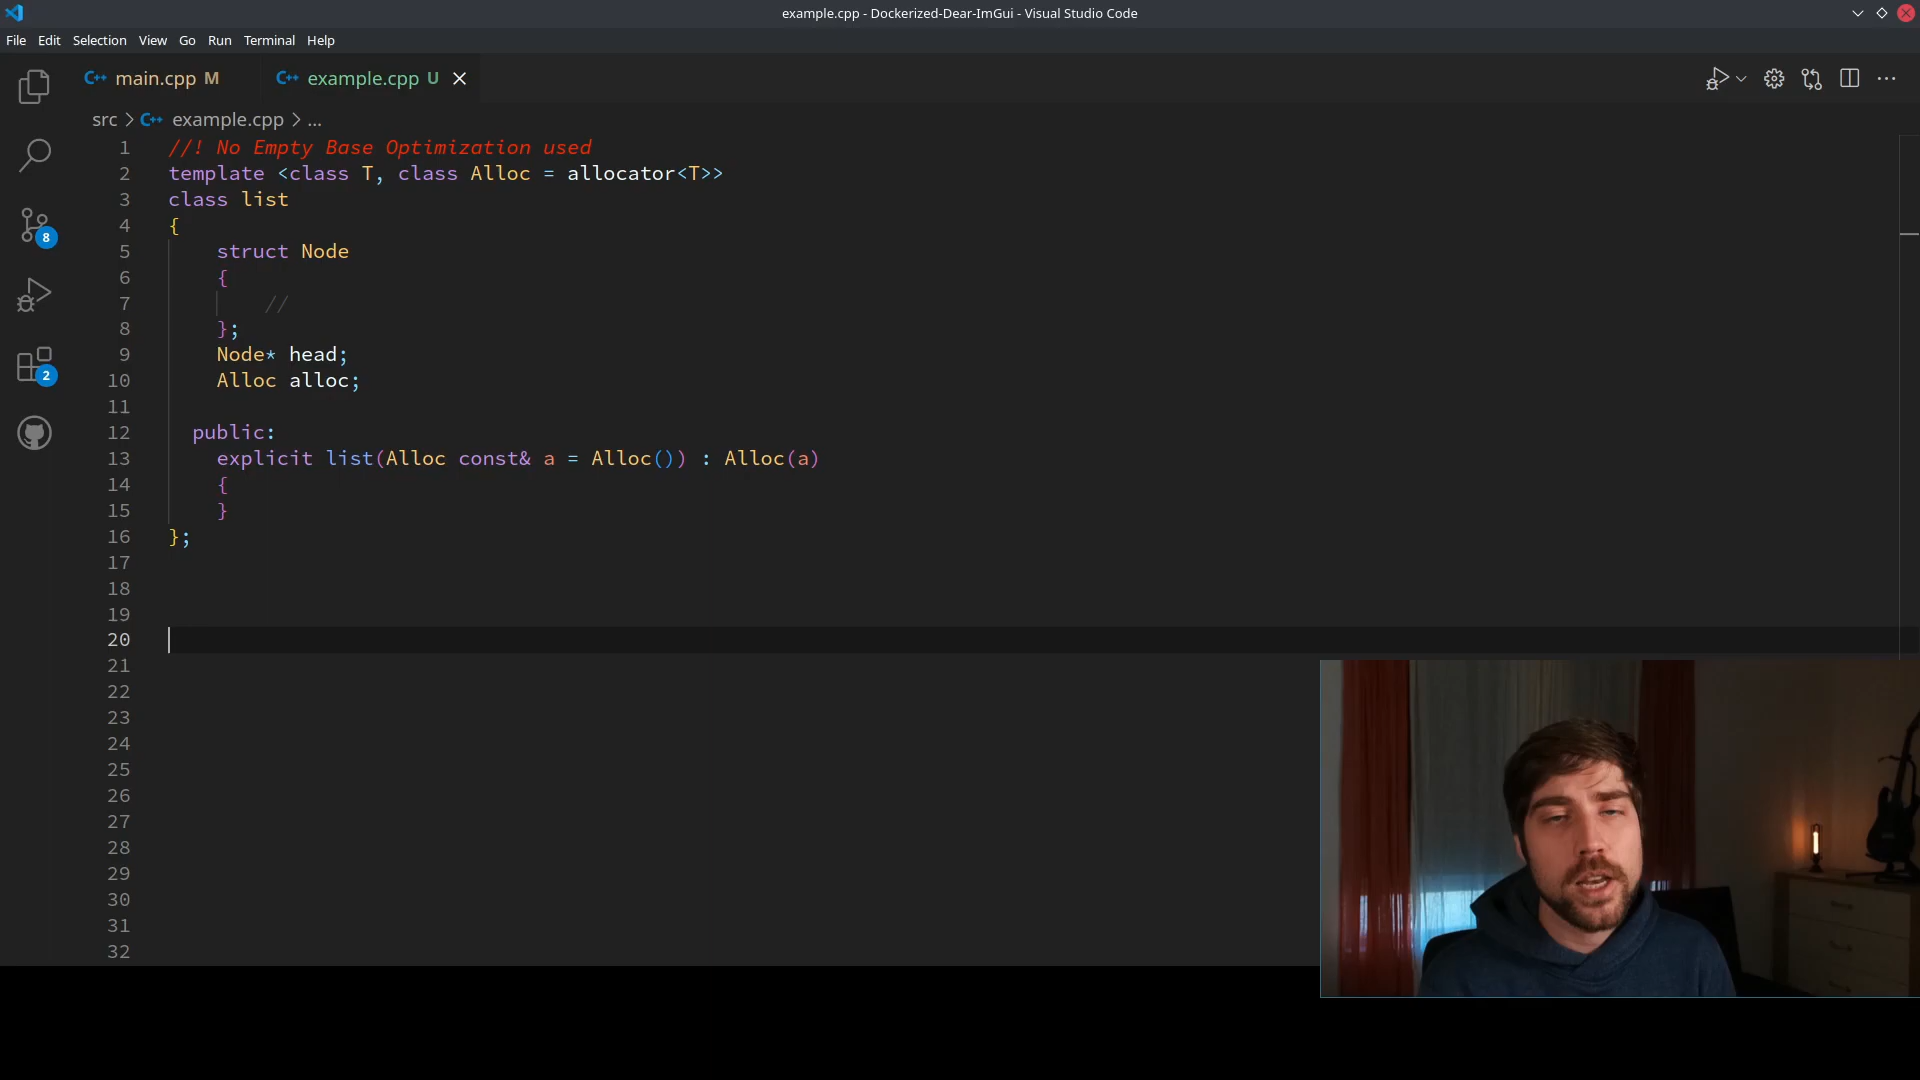 example.cpp - Dockerized-Dear-ImGui - Visual Studio Code
File Edit Selection View Go Run Terminal Help
C++ main.cpp M C++ example.cpp U
src > C++ example.cpp > ...
1 //! No Empty Base Optimization used
2 template <class T, class Alloc = allocator<T>>
3 class list
4 {
5 struct Node
6 {
7 //
8 };
9 Node* head;
10 Alloc alloc;
11
12 public:
13 explicit list(Alloc const& a = Alloc()) : Alloc(a)
14 {
15 }
16 };
17
18
19
20
21
22
23
24
25
26
27
28
29
30
31
32
8
2